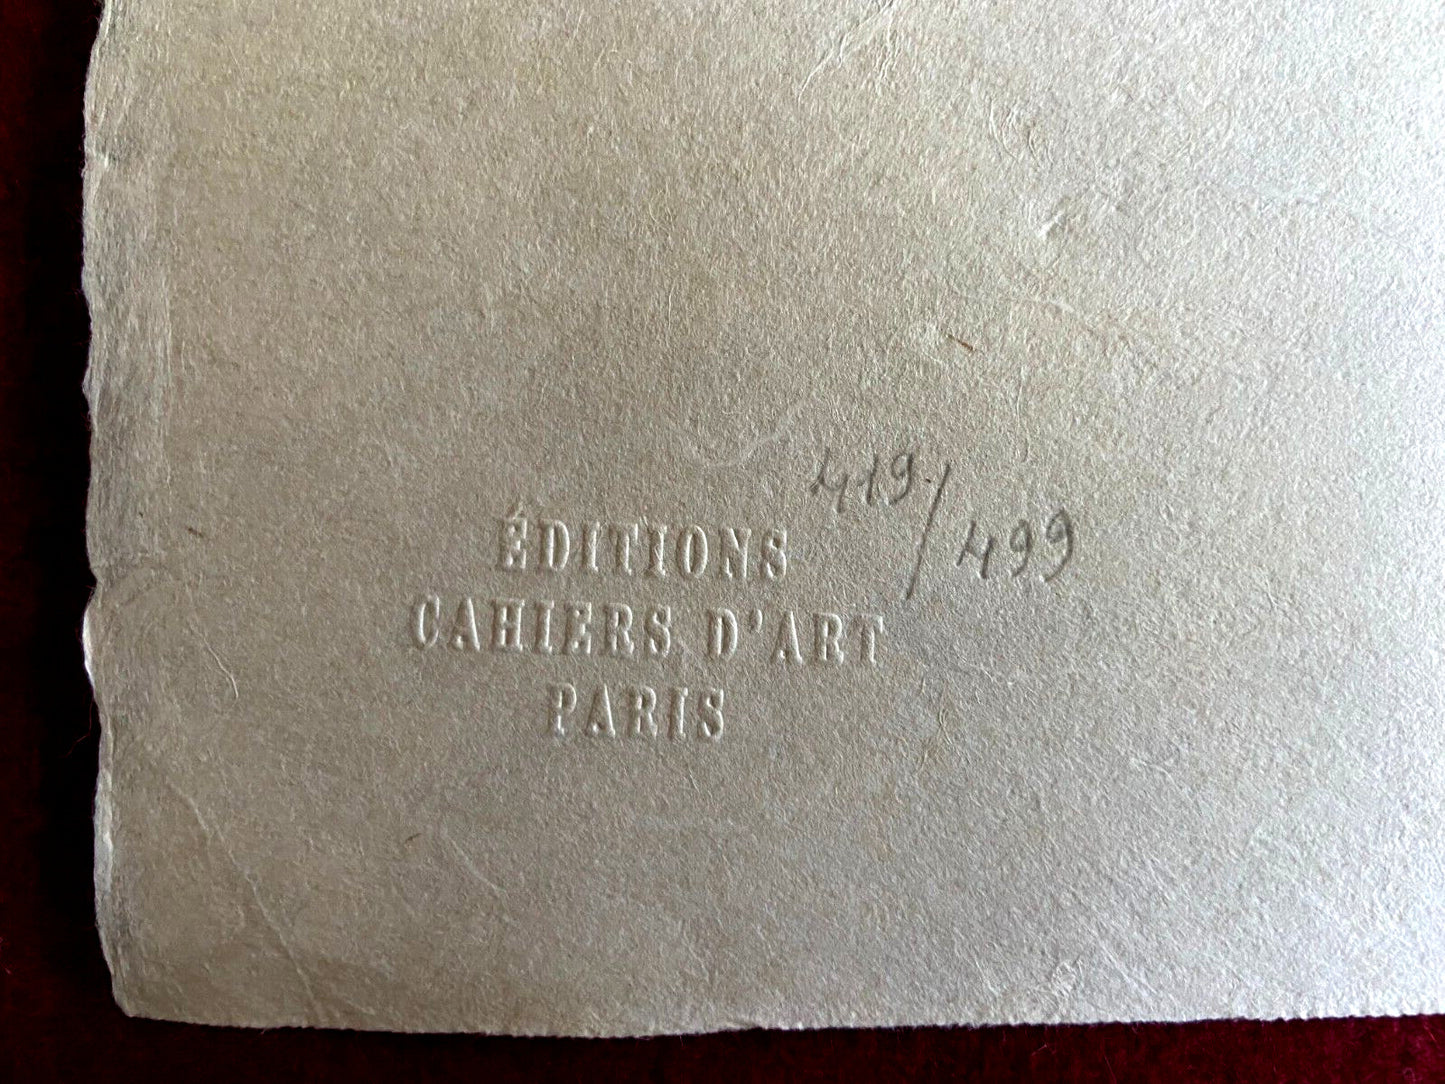 419/499
ÉDITIONS
CAHIERS D'ART
PARIS